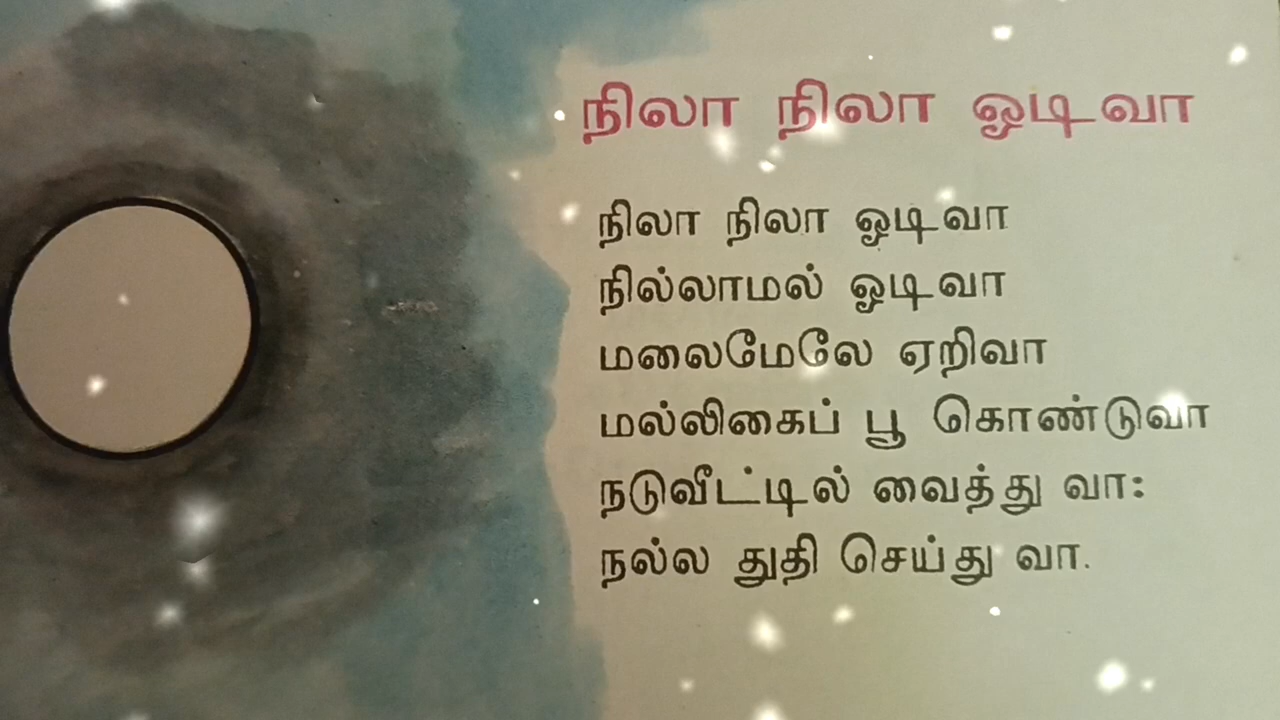 நிலா நிலா ஓடிவா
நிலா நிலா ஓடிவா
நில்லாமல் ஓடிவா
மலைமேலே ஏறிவா
மல்லிகைப் பூ கொண்டுவா
நடுவீட்டில் வைத்து வா:
நல்ல துதி செய்து வா.